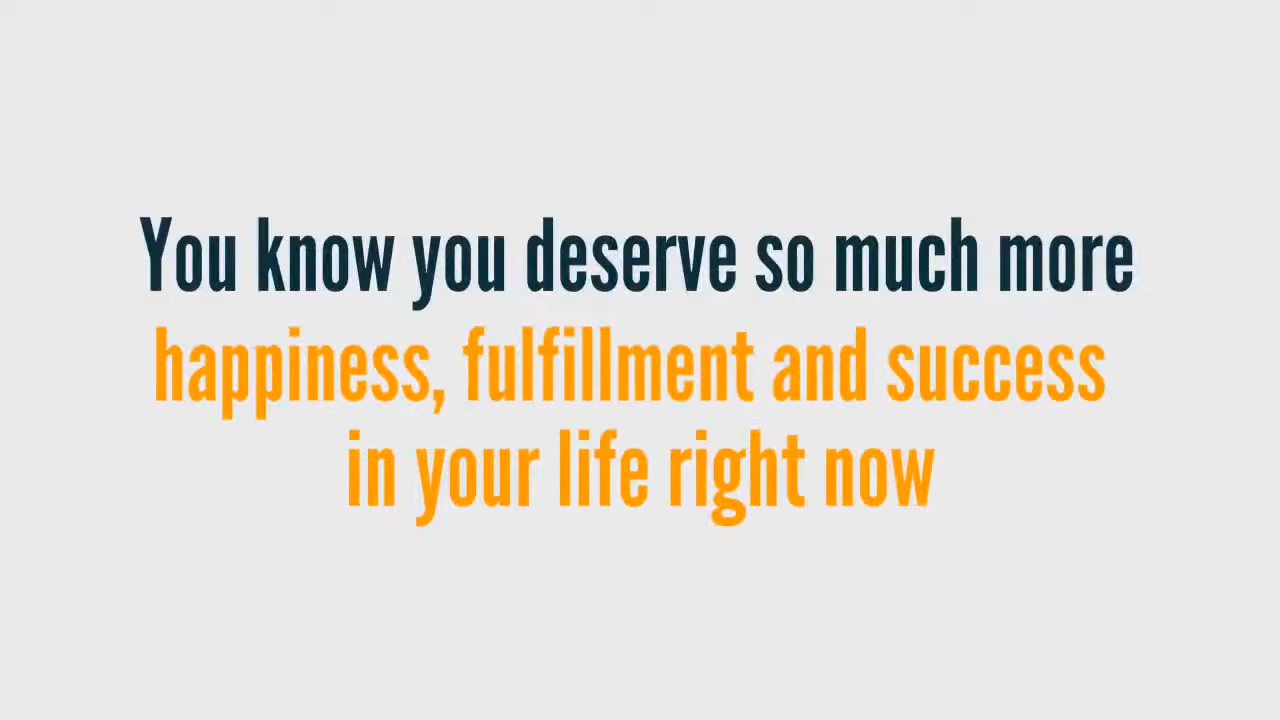 You know you deserve so much more
happiness, fulfillment and success
in your life right now